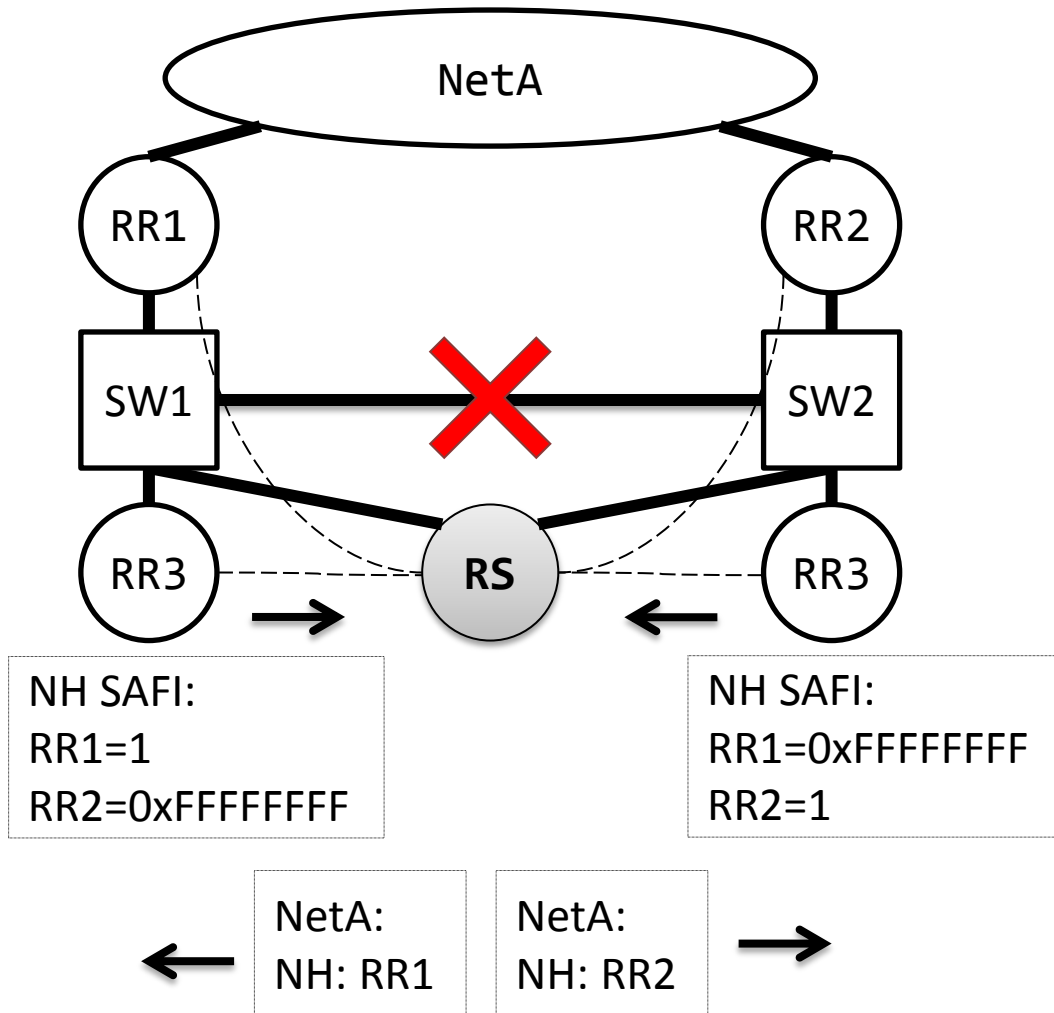 NetA
RR1
RR2
SW1
SW2
RR3
RS
RR3
NH SAFI:
RR1=1
RR2=0xFFFFFFFF
NH SAFI:
RR1=0xFFFFFFFF
RR2=1
NetA:
NH: RR1
NetA:
NH: RR2